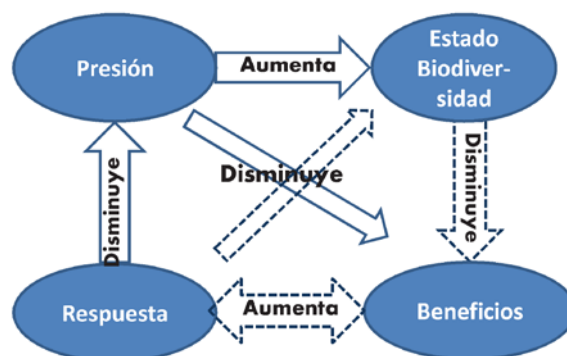 Presión
Aumenta
Estado
Biodiver-
sidad
Disminuye
Disminuye
Disminuye
Respuesta
Aumenta
Beneficios